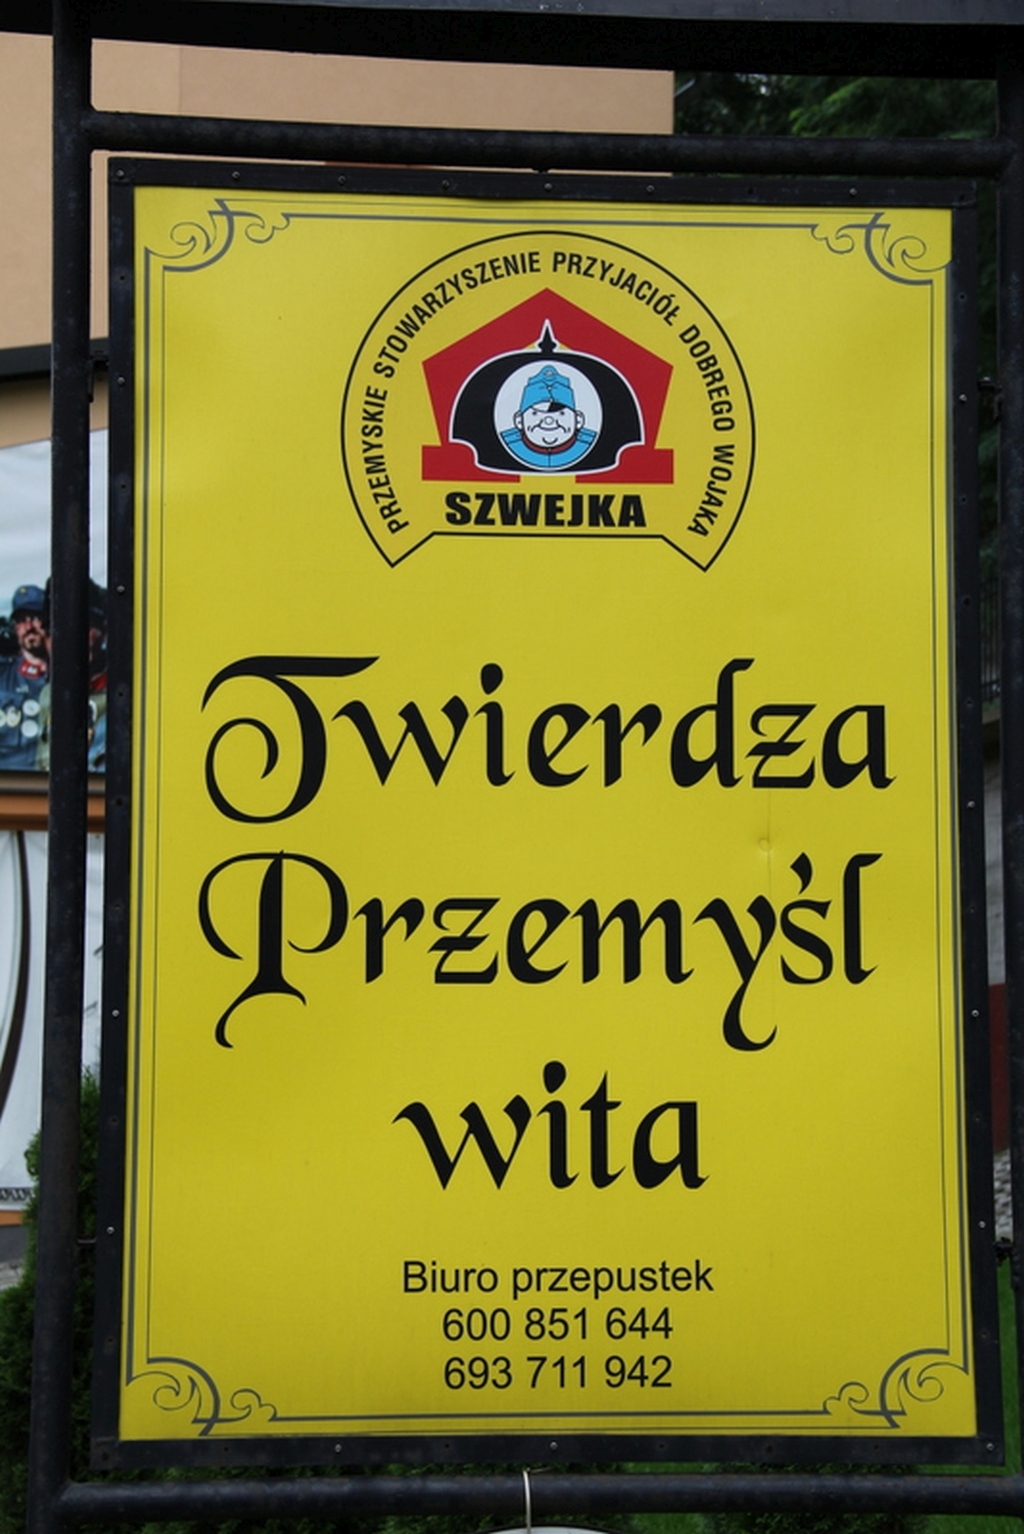 PRZEMYSKIE STOWARZYSZENIE PRZYJACIÓŁ DOBREGO WOJAKA
SZWEJKA
Twierdza
Przemyśl
wita
Biuro przepustek
600 851 644
693 711 942